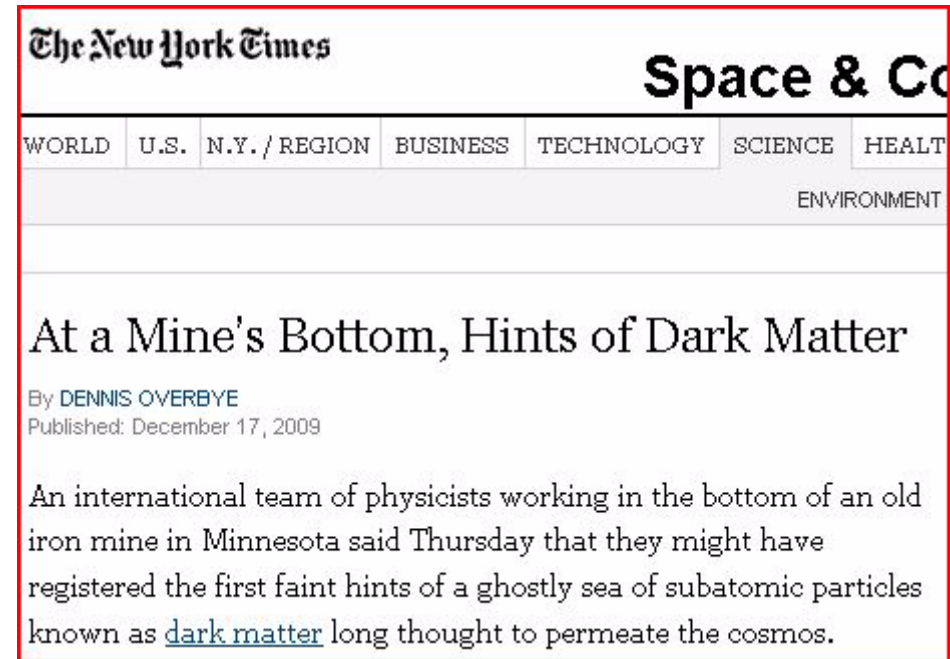 The New York Times
Space & Co
WORLD U.S. N.Y. / REGION BUSINESS TECHNOLOGY SCIENCE HEALT
ENVIRONMENT
At a Mine's Bottom, Hints of Dark Matter
By DENNIS OVERBYE
Published: December 17, 2009
An international team of physicists working in the bottom of an old
iron mine in Minnesota said Thursday that they might have
registered the first faint hints of a ghostly sea of subatomic particles
known as dark matter long thought to permeate the cosmos.